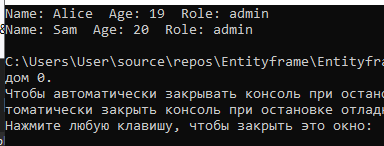 Name: Alice  Age: 19  Role: admin
Name: Sam  Age: 20  Role: admin
C:\Users\User\source\repos\Entityframe\Entityfra
дом 0.
Чтобы автоматически закрывать консоль при остано
томатически закрыть консоль при остановке отлад
Нажмите любую клавишу, чтобы закрыть это окно: